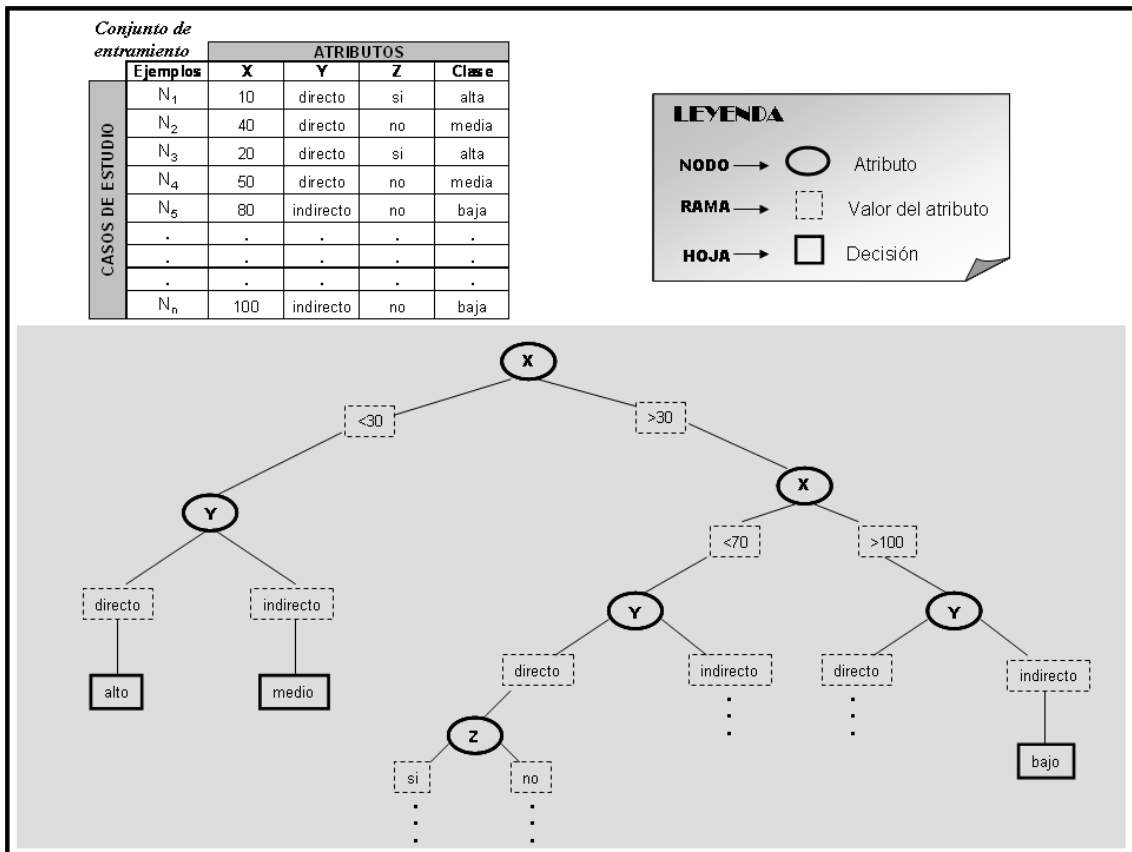 Conjunto de
entramiento
ATRIBUTOS
Ejemplos X Y Z Clase
CASOS DE ESTUDIO
N1 10 directo si alta
N2 40 directo no media
N3 20 directo si alta
N4 50 directo no media
N5 80 indirecto no baja
. . . . .
. . . . .
. . . . .
Nn 100 indirecto no baja
LEYENDA
NODO Atributo
RAMA Valor del atributo
HOJA Decisión
X
<30 >30
X
Y
<70 >100
directo indirecto
Y Y
directo indirecto directo indirecto
alto medio
Z
bajo
si no